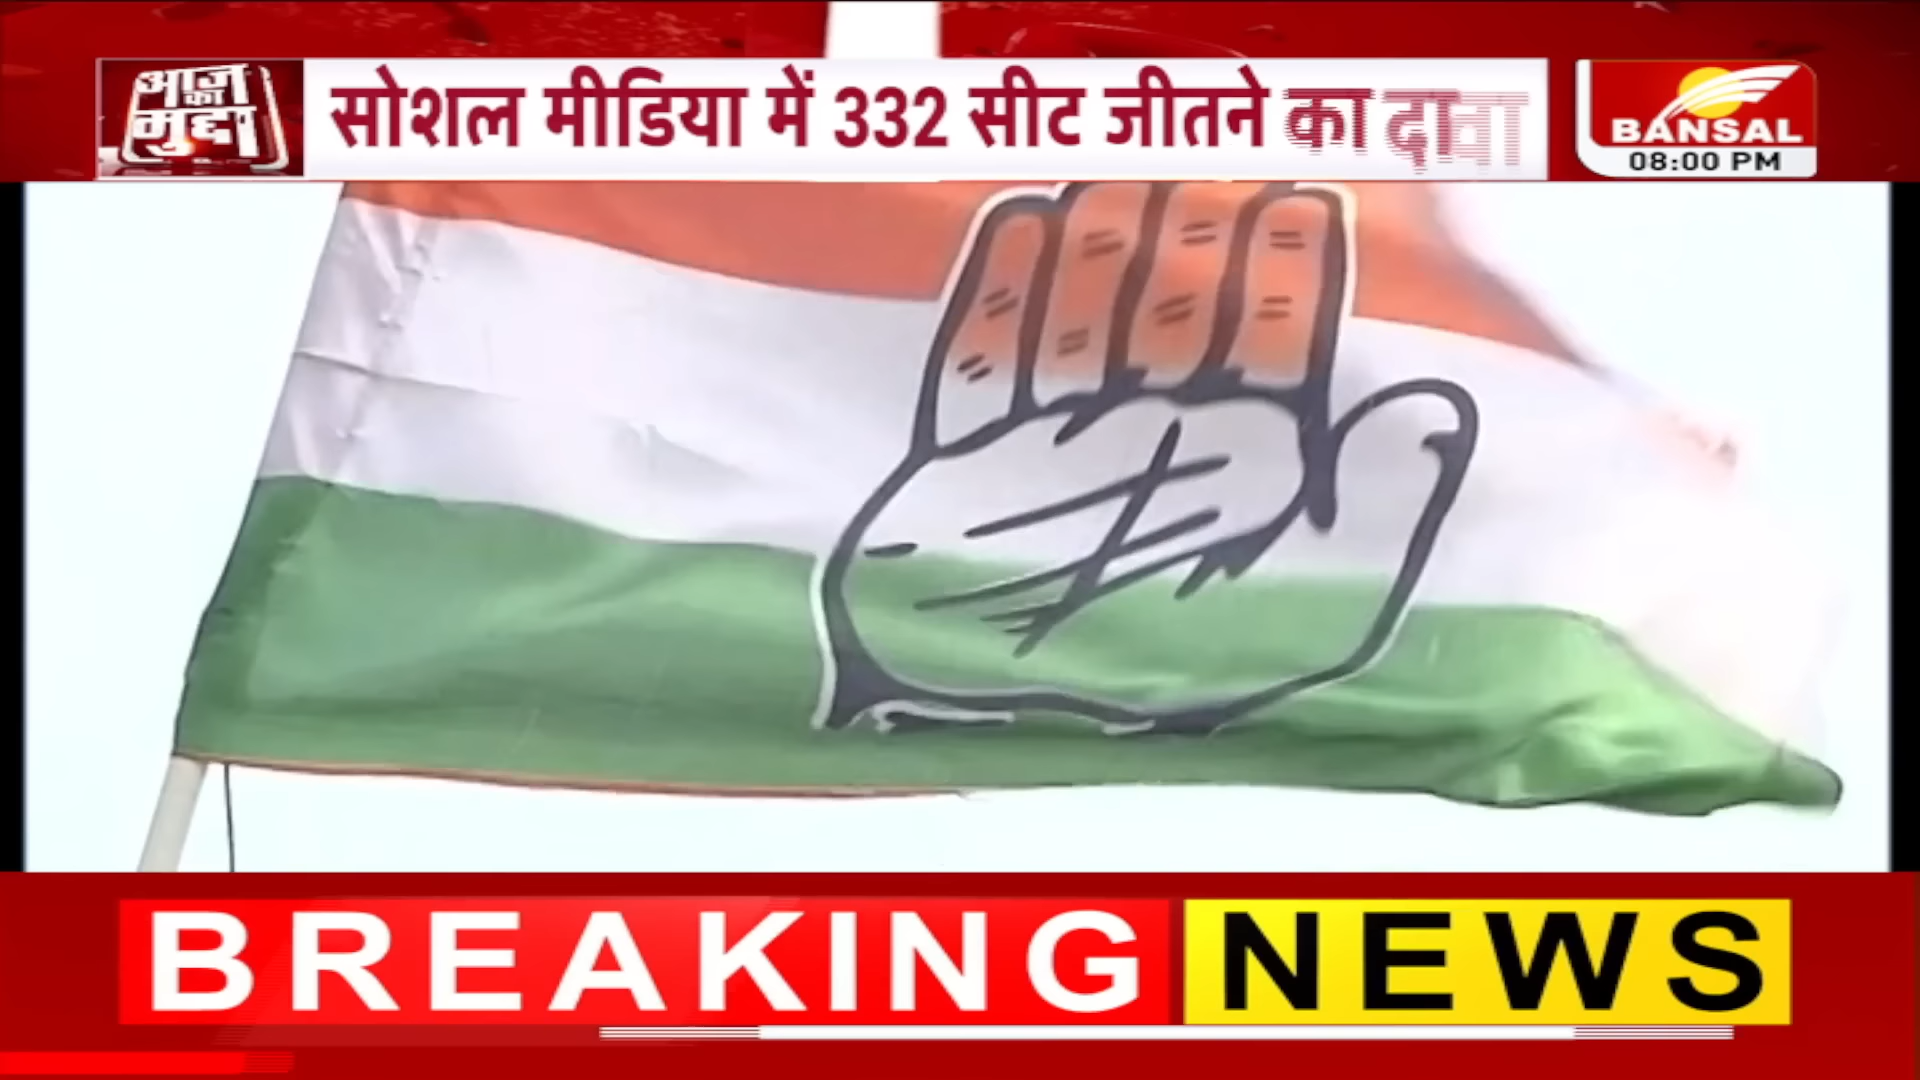 आज
का
मुद्दा
सोशल मीडिया में 332 सीट जीतने का दावा
BANSAL
08:00 PM
BREAKING NEWS